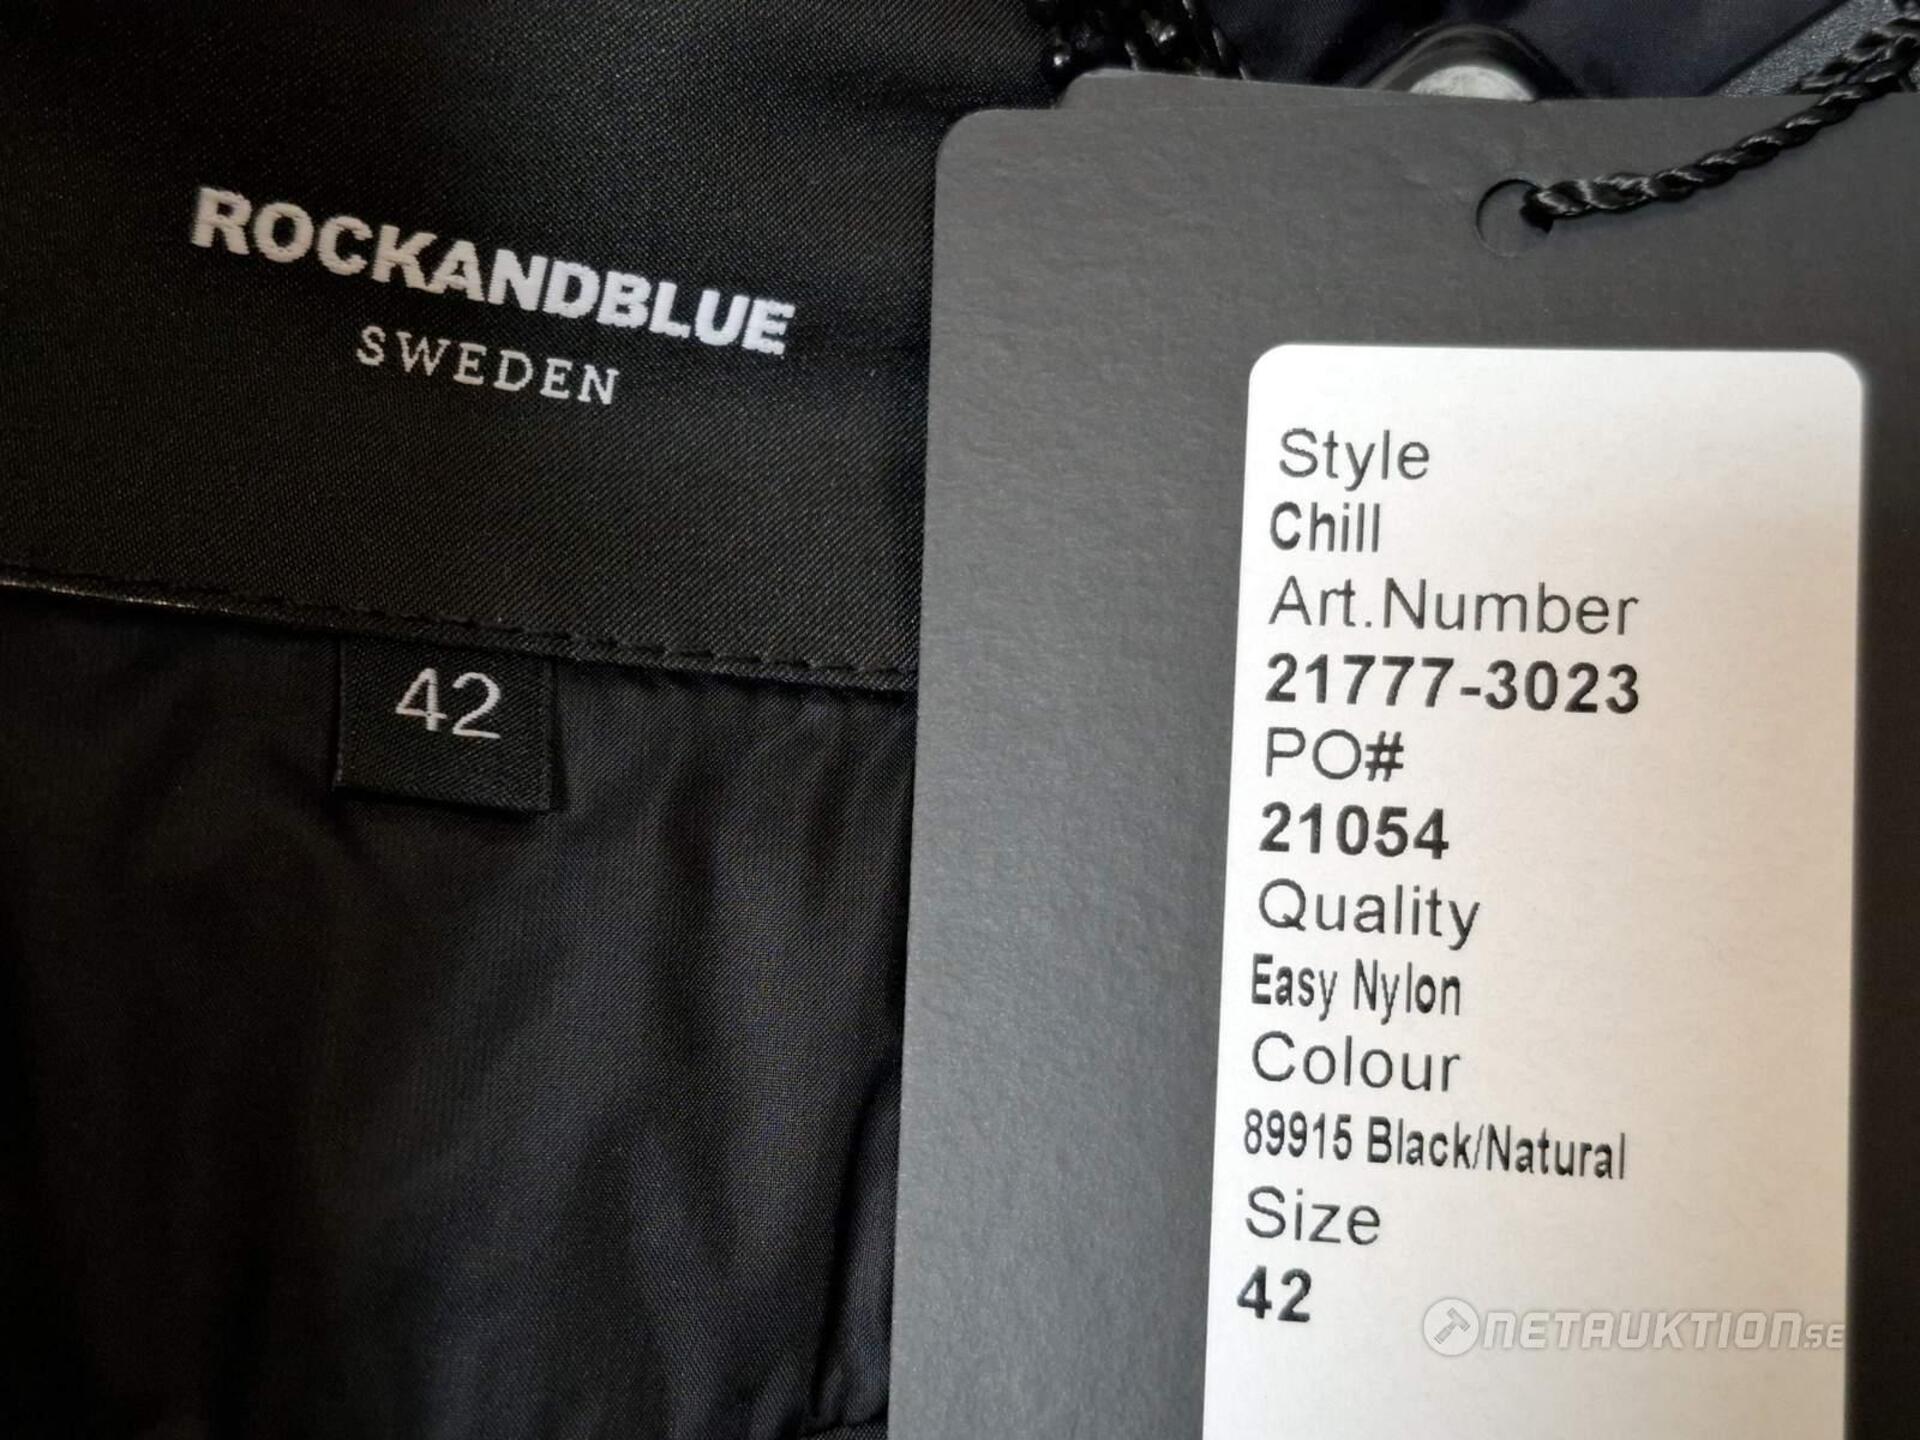 ROCKANDBLUE
SWEDEN
42
Style
Chill
Art.Number
21777-3023
PO#
21054
Quality
Easy Nylon
Colour
89915 Black/Natural
Size
42
NETAUKTION.SE